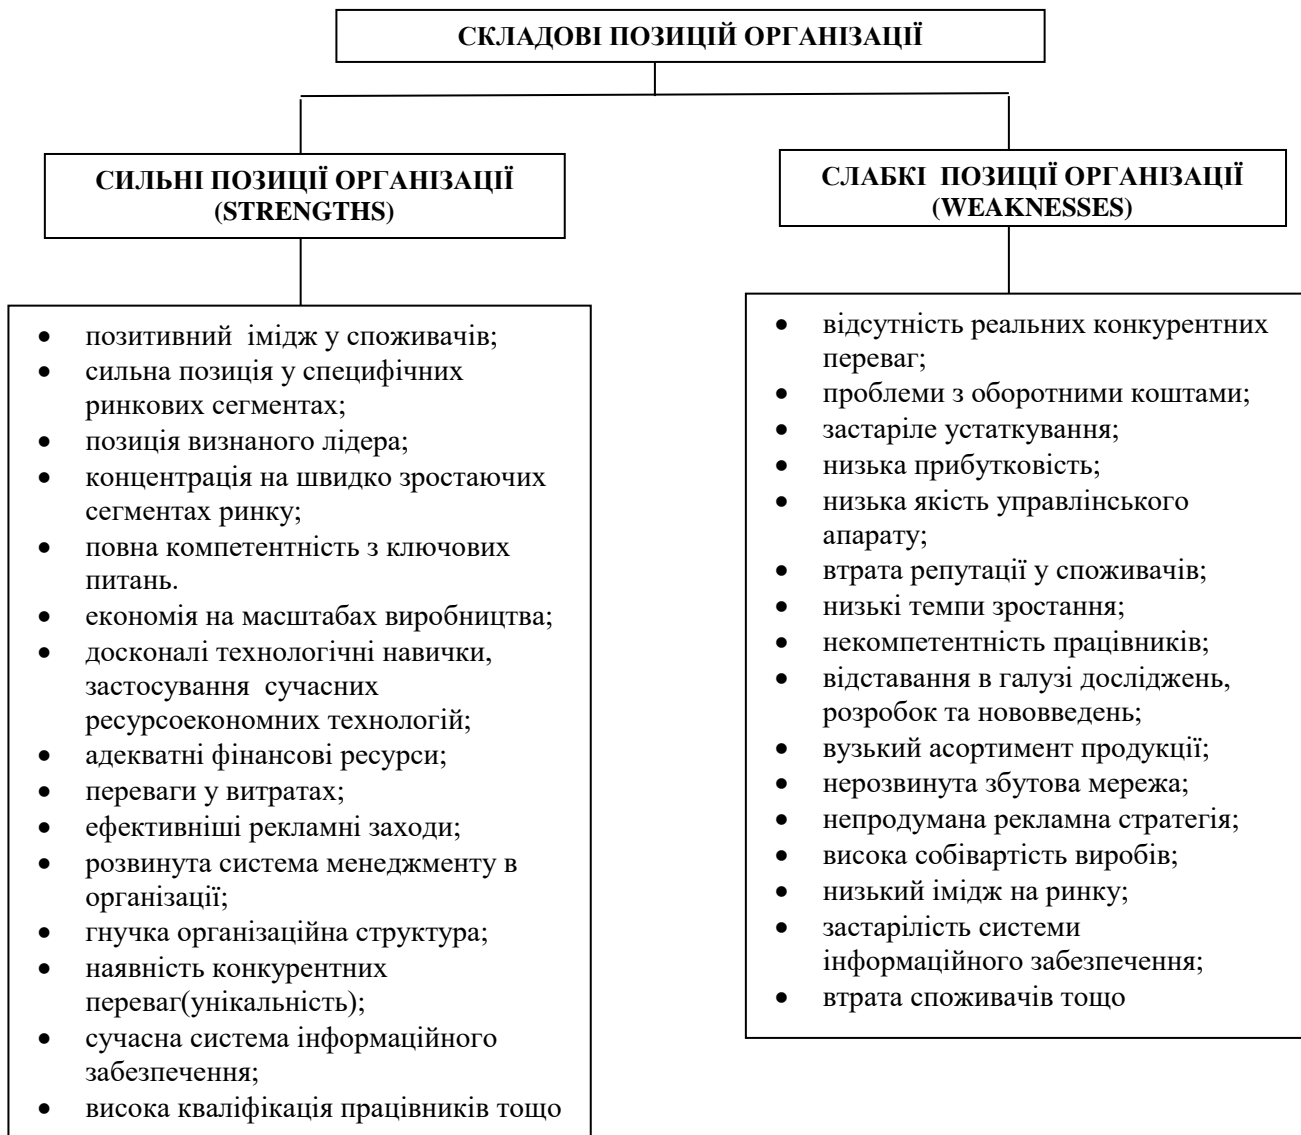 СКЛАДОВІ ПОЗИЦІЙ ОРГАНІЗАЦІЇ
СИЛЬНІ ПОЗИЦІЇ ОРГАНІЗАЦІЇ
(STRENGTHS)
• позитивний імідж у споживачів;
• сильна позиція у специфічних
ринкових сегментах;
• позиція визнаного лідера;
• концентрація на швидко зростаючих
сегментах ринку;
• повна компетентність з ключових
питань.
• економія на масштабах виробництва;
• досконалі технологічні навички,
застосування сучасних
ресурсоекономних технологій;
• адекватні фінансові ресурси;
• переваги у витратах;
• ефективніші рекламні заходи;
• розвинута система менеджменту в
організації;
• гнучка організаційна структура;
• наявність конкурентних
переваг(унікальність);
• сучасна система інформаційного
забезпечення;
• висока кваліфікація працівників тощо
СЛАБКІ ПОЗИЦІЇ ОРГАНІЗАЦІЇ
(WEAKNESSES)
• відсутність реальних конкурентних
переваг;
• проблеми з оборотними коштами;
• застаріле устаткування;
• низька прибутковість;
• низька якість управлінського
апарату;
• втрата репутації у споживачів;
• низькі темпи зростання;
• некомпетентність працівників;
• відставання в галузі досліджень,
розробок та нововведень;
• вузький асортимент продукції;
• нерозвинута збутова мережа;
• непродумана рекламна стратегія;
• висока собівартість виробів;
• низький імідж на ринку;
• застарілість системи
інформаційного забезпечення;
• втрата споживачів тощо